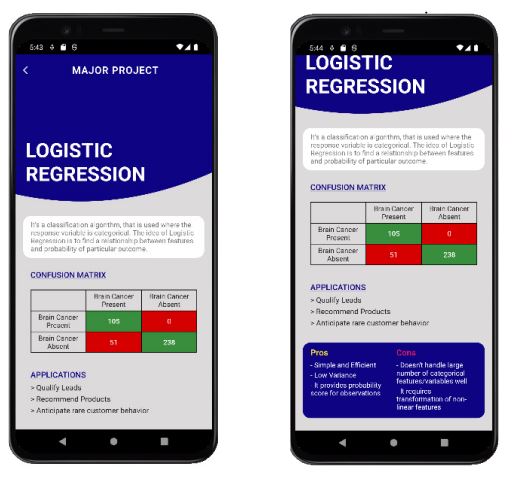 5:43
MAJOR PROJECT
LOGISTIC
REGRESSION
It's a classification algorithm, that is used where the
response variable is categorical. The idea of Logistic
Regression is to find a relationship between features
and probability of particular outcome.
CONFUSION MATRIX
Brain Cancer Present Brain Cancer Absent
Brain Cancer Present 105 0
Brain Cancer Absent 51 238
APPLICATIONS
> Qualify Leads
> Recommend Products
> Anticipate rare customer behavior
5:44
LOGISTIC
REGRESSION
It's a classification algorithm, that is used where the
response variable is categorical. The idea of Logistic
Regression is to find a relationship between features
and probability of particular outcome.
CONFUSION MATRIX
Brain Cancer Present Brain Cancer Absent
Brain Cancer Present 105 0
Brain Cancer Absent 51 238
APPLICATIONS
> Qualify Leads
> Recommend Products
> Anticipate rare customer behavior
Pros
- Simple and Efficient
- Low Variance
- It provides probability
score for observations
Cons
- Doesn't handle large
number of categorical
features/variables well
- It requires
transformation of non-
linear features